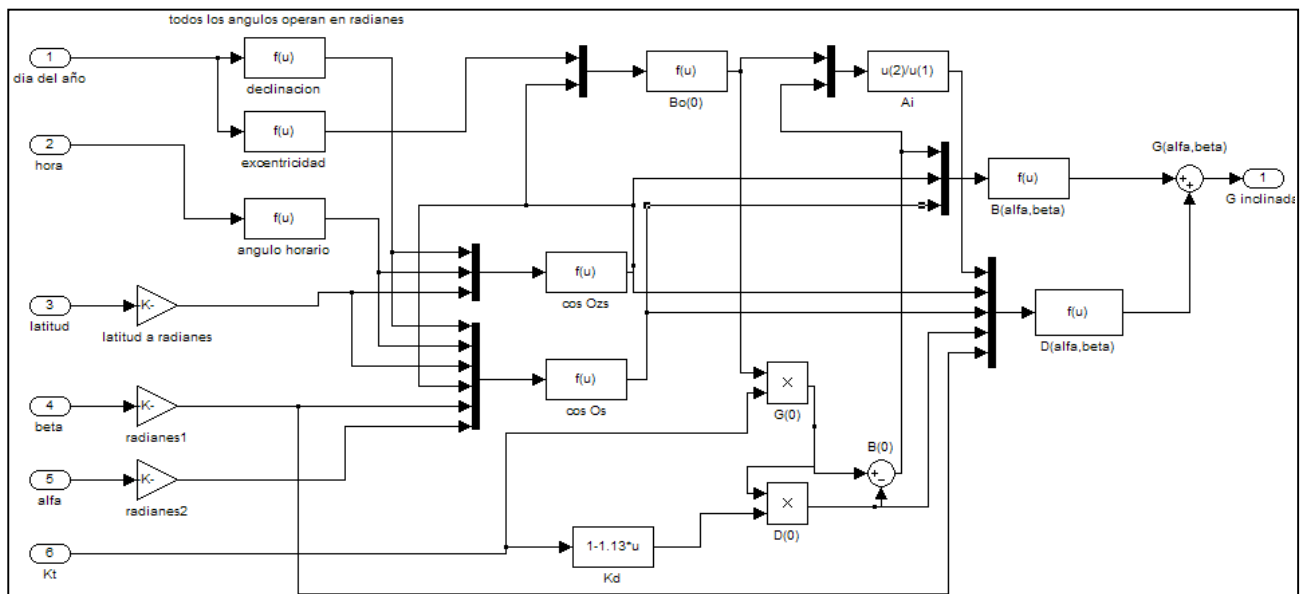 todos los angulos operan en radianes
1
dia del año
f(u)
declinacion
f(u)
excentricidad
2
hora
f(u)
angulo horario
3
latitud
-K-
latitud a radianes
4
beta
-K-
radianes1
5
alfa
-K-
radianes2
6
Kt
f(u)
Bo(0)
u(2)/u(1)
Ai
f(u)
B(alfa,beta)
G(alfa,beta)
+
+
1
G inclinada
f(u)
cos Ozs
f(u)
cos Os
f(u)
D(alfa,beta)
×
G(0)
B(0)
+
−
×
D(0)
1-1.13*u
Kd